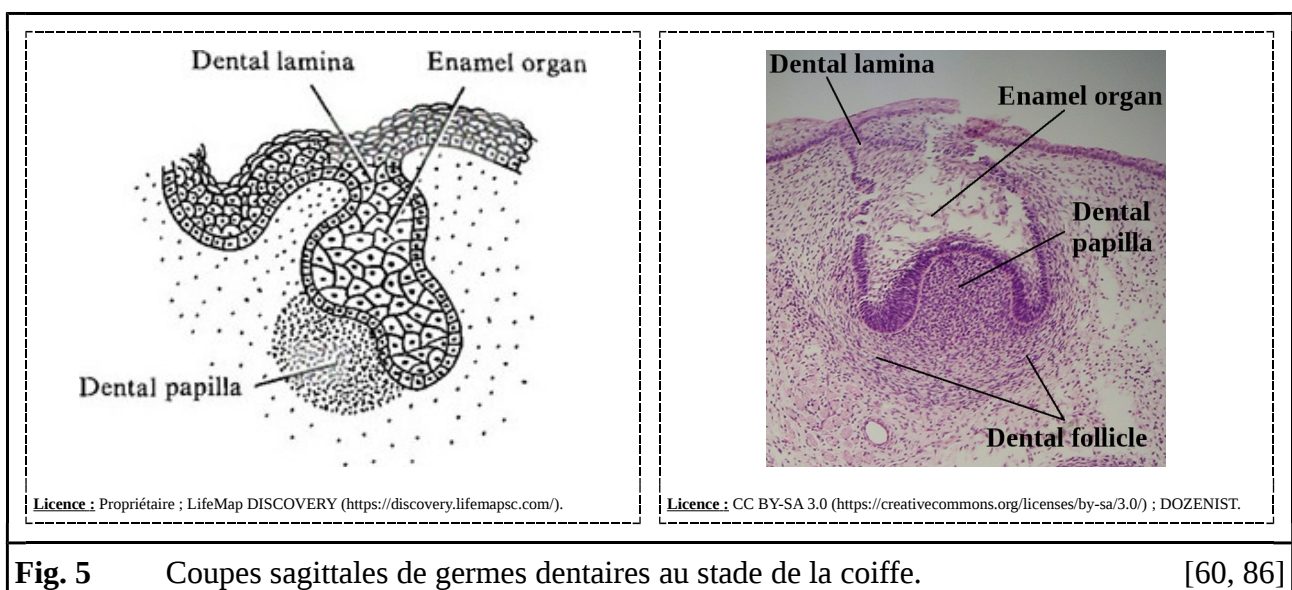 Dental lamina
Enamel organ
Dental papilla
Licence : Propriétaire ; LifeMap DISCOVERY (https://discovery.lifemapsc.com/).
Dental lamina
Enamel organ
Dental
papilla
Dental follicle
Licence : CC BY-SA 3.0 (https://creativecommons.org/licenses/by-sa/3.0/) ; DOZENIST.
Fig. 5 Coupes sagittales de germes dentaires au stade de la coiffe. [60, 86]